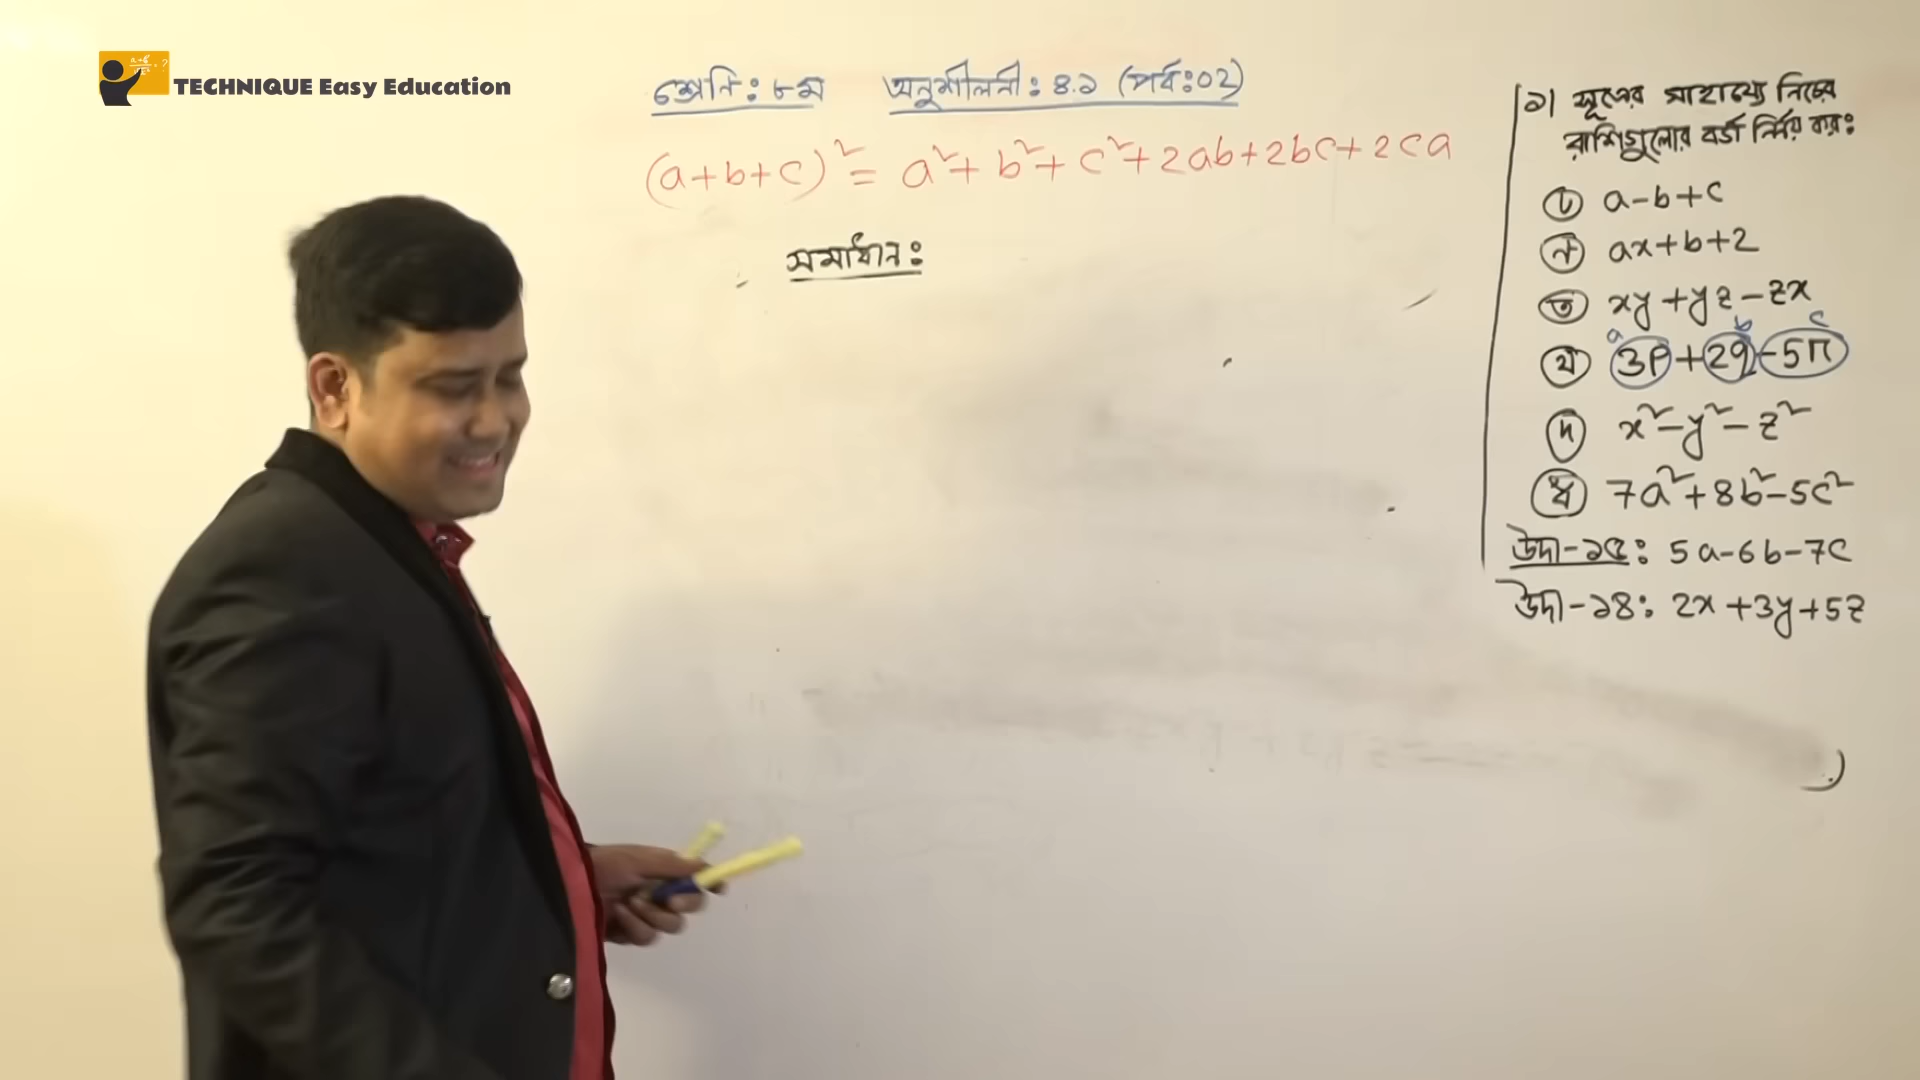 TECHNIQUE Easy Education
শ্রেণি: ৮ম অনুশীলনী: ৪.১ (পর্ব:০২)
(a+b+c)² = a²+b²+c²+2ab+2bc+2ca
সমাধান:
১। সূত্রের সাহায্যে নিচের
রাশিগুলোর বর্গ নির্ণয় কর:
a-b+c
ax+b+2
ত xy+yz-zx
a b c
থ 3p+2q-5r
দ x²-y²-z²
ধ 7a²+8b²-5c²
উদা-১৫: 5a-6b-7c
উদা-১৪: 2x+3y+5z